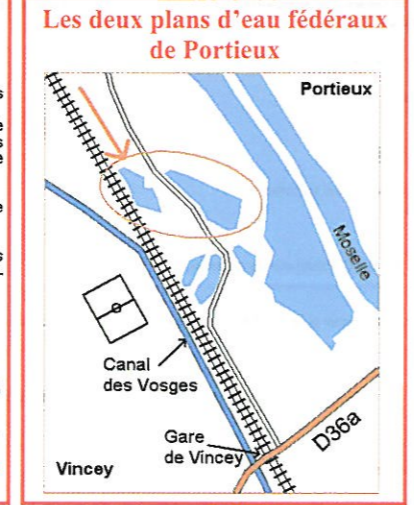 Les deux plans d'eau fédéraux
de Portieux
Portieux
Moselle
Canal
des Vosges
D36a
Gare
de Vincey
Vincey